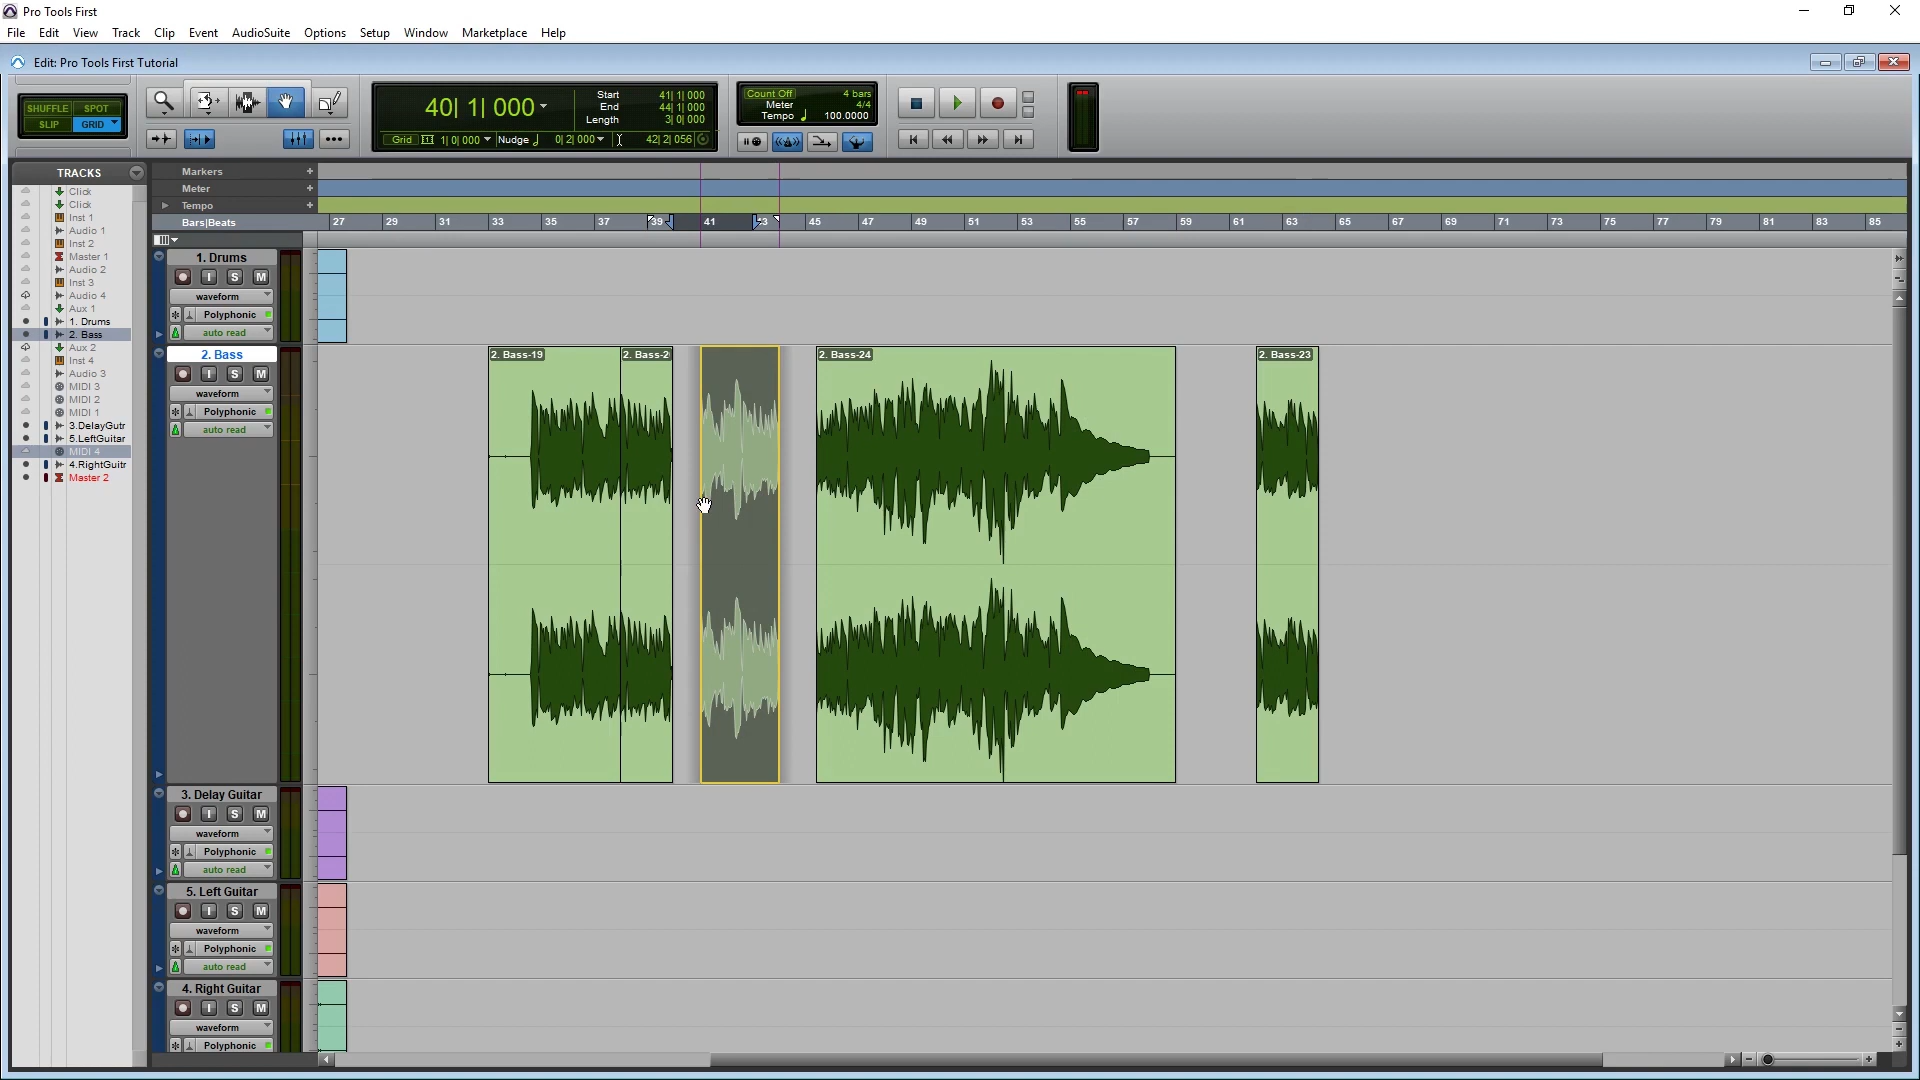 Pro Tools First
File Edit View Track Clip Event AudioSuite Options Setup Window Marketplace Help
Edit: Pro Tools First Tutorial
SHUFFLE SPOT
SLIP GRID
40| 1| 000
Start 41| 1| 000
End 44| 1| 000
Length 3| 0| 000
Grid 1| 0| 000 Nudge 0| 2| 000 42| 2| 056
Count Off 4 bars
Meter 4/4
Tempo 100.0000
TRACKS
Click
Click
Inst 1
Audio 1
Inst 2
Master 1
Audio 2
Inst 3
Audio 4
Aux 1
1. Drums
2. Bass
Aux 2
Inst 4
Audio 3
MIDI 3
MIDI 2
MIDI 1
3.DelayGutr
5.LeftGuitar
MIDI 4
4.RightGuitr
Master 2
Markers +
Meter +
Tempo +
Bars|Beats
27 29 31 33 35 37 39 41 43 45 47 49 51 53 55 57 59 61 63 65 67 69 71 73 75 77 79 81 83 85
1. Drums
I S M
waveform
Polyphonic
auto read
2. Bass
I S M
waveform
Polyphonic
auto read
2. Bass-19 2. Bass-2 2. Bass-24 2. Bass-23
3. Delay Guitar
I S M
waveform
Polyphonic
auto read
5. Left Guitar
I S M
waveform
Polyphonic
auto read
4. Right Guitar
I S M
waveform
Polyphonic